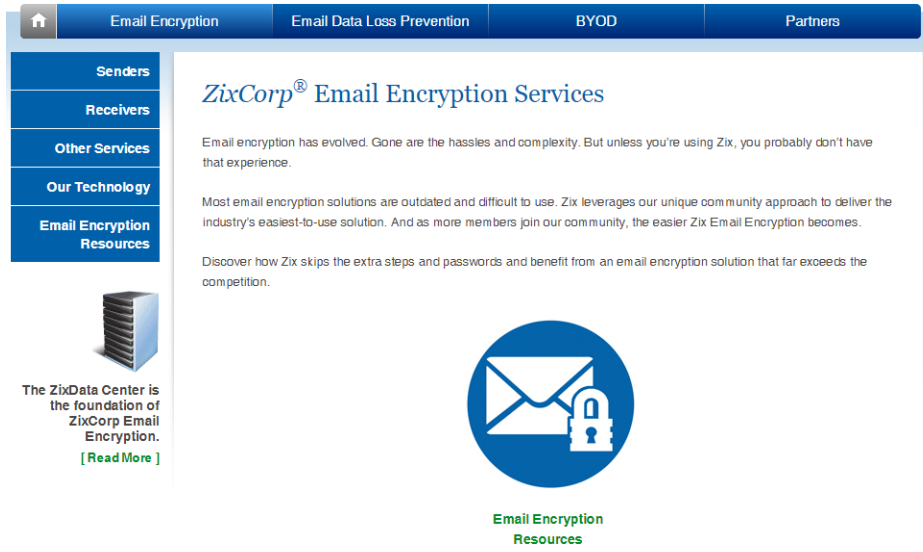 Email Encryption
Email Data Loss Prevention
BYOD
Partners
Senders
Receivers
Other Services
Our Technology
Email Encryption
Resources
The ZixData Center is
the foundation of
ZixCorp Email
Encryption.
[ Read More ]
ZixCorp® Email Encryption Services
Email encryption has evolved. Gone are the hassles and complexity. But unless you're using Zix, you probably don't have
that experience.
Most email encryption solutions are outdated and difficult to use. Zix leverages our unique community approach to deliver the
industry's easiest-to-use solution. And as more members join our community, the easier Zix Email Encryption becomes.
Discover how Zix skips the extra steps and passwords and benefit from an email encryption solution that far exceeds the
competition.
Email Encryption
Resources